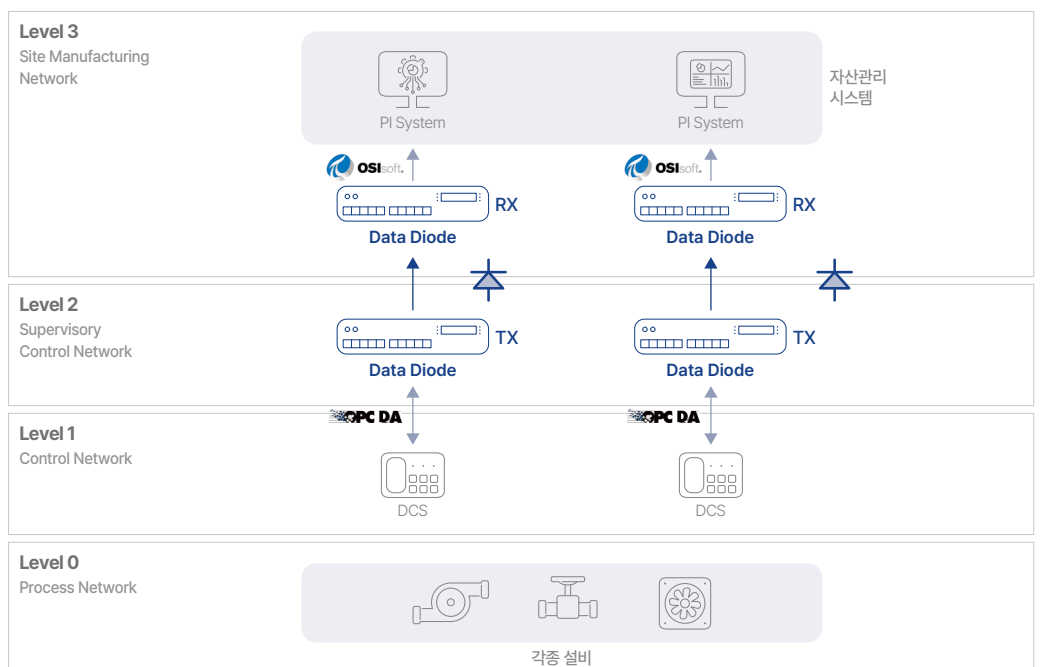 Level 3
Site Manufacturing
Network
PI System
PI System
자산관리
시스템
OSIsoft.
OSIsoft.
RX
RX
Data Diode
Data Diode
Level 2
Supervisory
Control Network
TX
TX
Data Diode
Data Diode
OPC DA
OPC DA
Level 1
Control Network
DCS
DCS
Level 0
Process Network
각종 설비